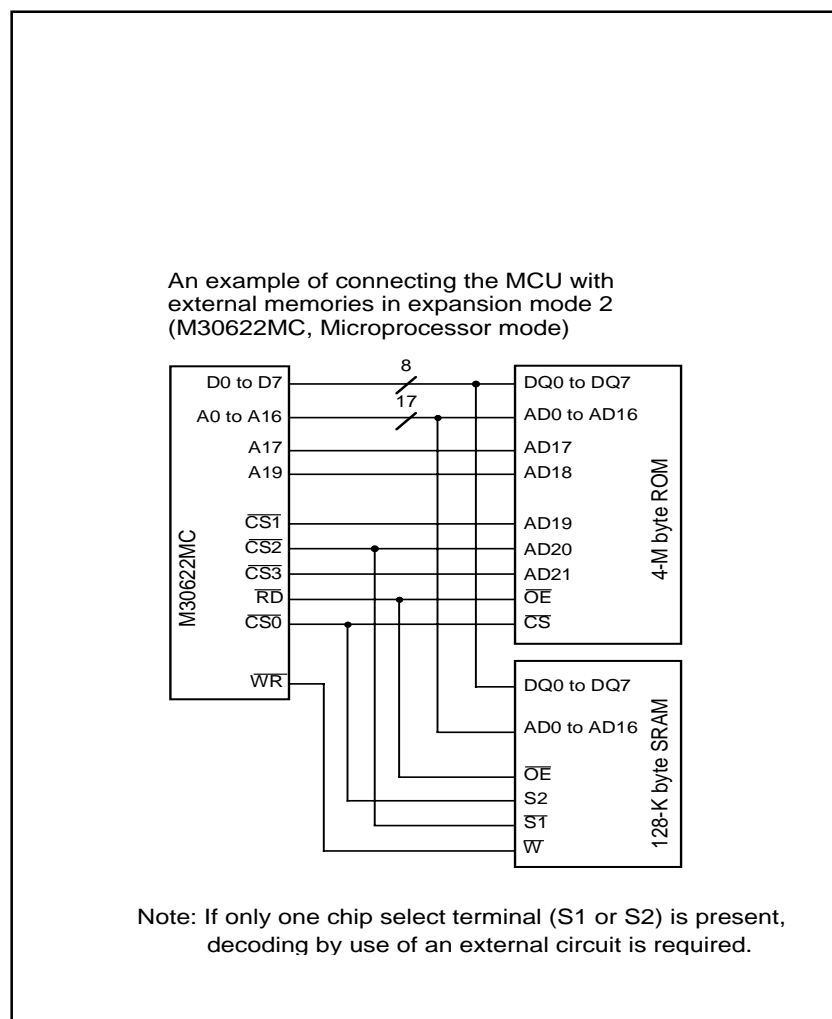 An example of connecting the MCU with
external memories in expansion mode 2
(M30622MC, Microprocessor mode)
8
17
D0 to D7
A0 to A16
A17
A19
CS1
CS2
CS3
RD
CS0
WR
M30622MC
DQ0 to DQ7
AD0 to AD16
AD17
AD18
AD19
AD20
AD21
OE
CS
4-M byte ROM
DQ0 to DQ7
AD0 to AD16
OE
S2
S1
W
128-K byte SRAM
Note: If only one chip select terminal (S1 or S2) is present,
decoding by use of an external circuit is required.